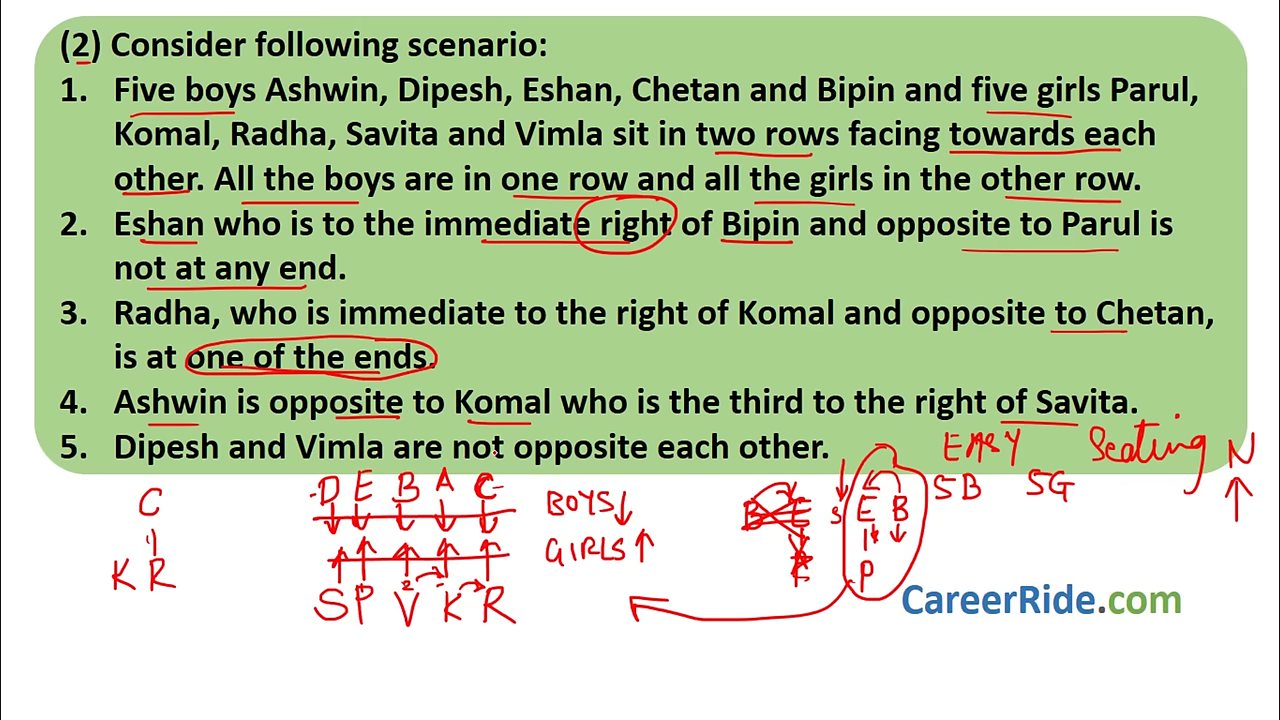 (2) Consider following scenario:
1. Five boys Ashwin, Dipesh, Eshan, Chetan and Bipin and five girls Parul,
Komal, Radha, Savita and Vimla sit in two rows facing towards each
other. All the boys are in one row and all the girls in the other row.
2. Eshan who is to the immediate right of Bipin and opposite to Parul is
not at any end.
3. Radha, who is immediate to the right of Komal and opposite to Chetan,
is at one of the ends.
4. Ashwin is opposite to Komal who is the third to the right of Savita.
5. Dipesh and Vimla are not opposite each other.
EASY Seating N
5B 5G
C
D E B A C
BOYS
S E B
GIRLS
K R
P
S P V K R
CareerRide.com